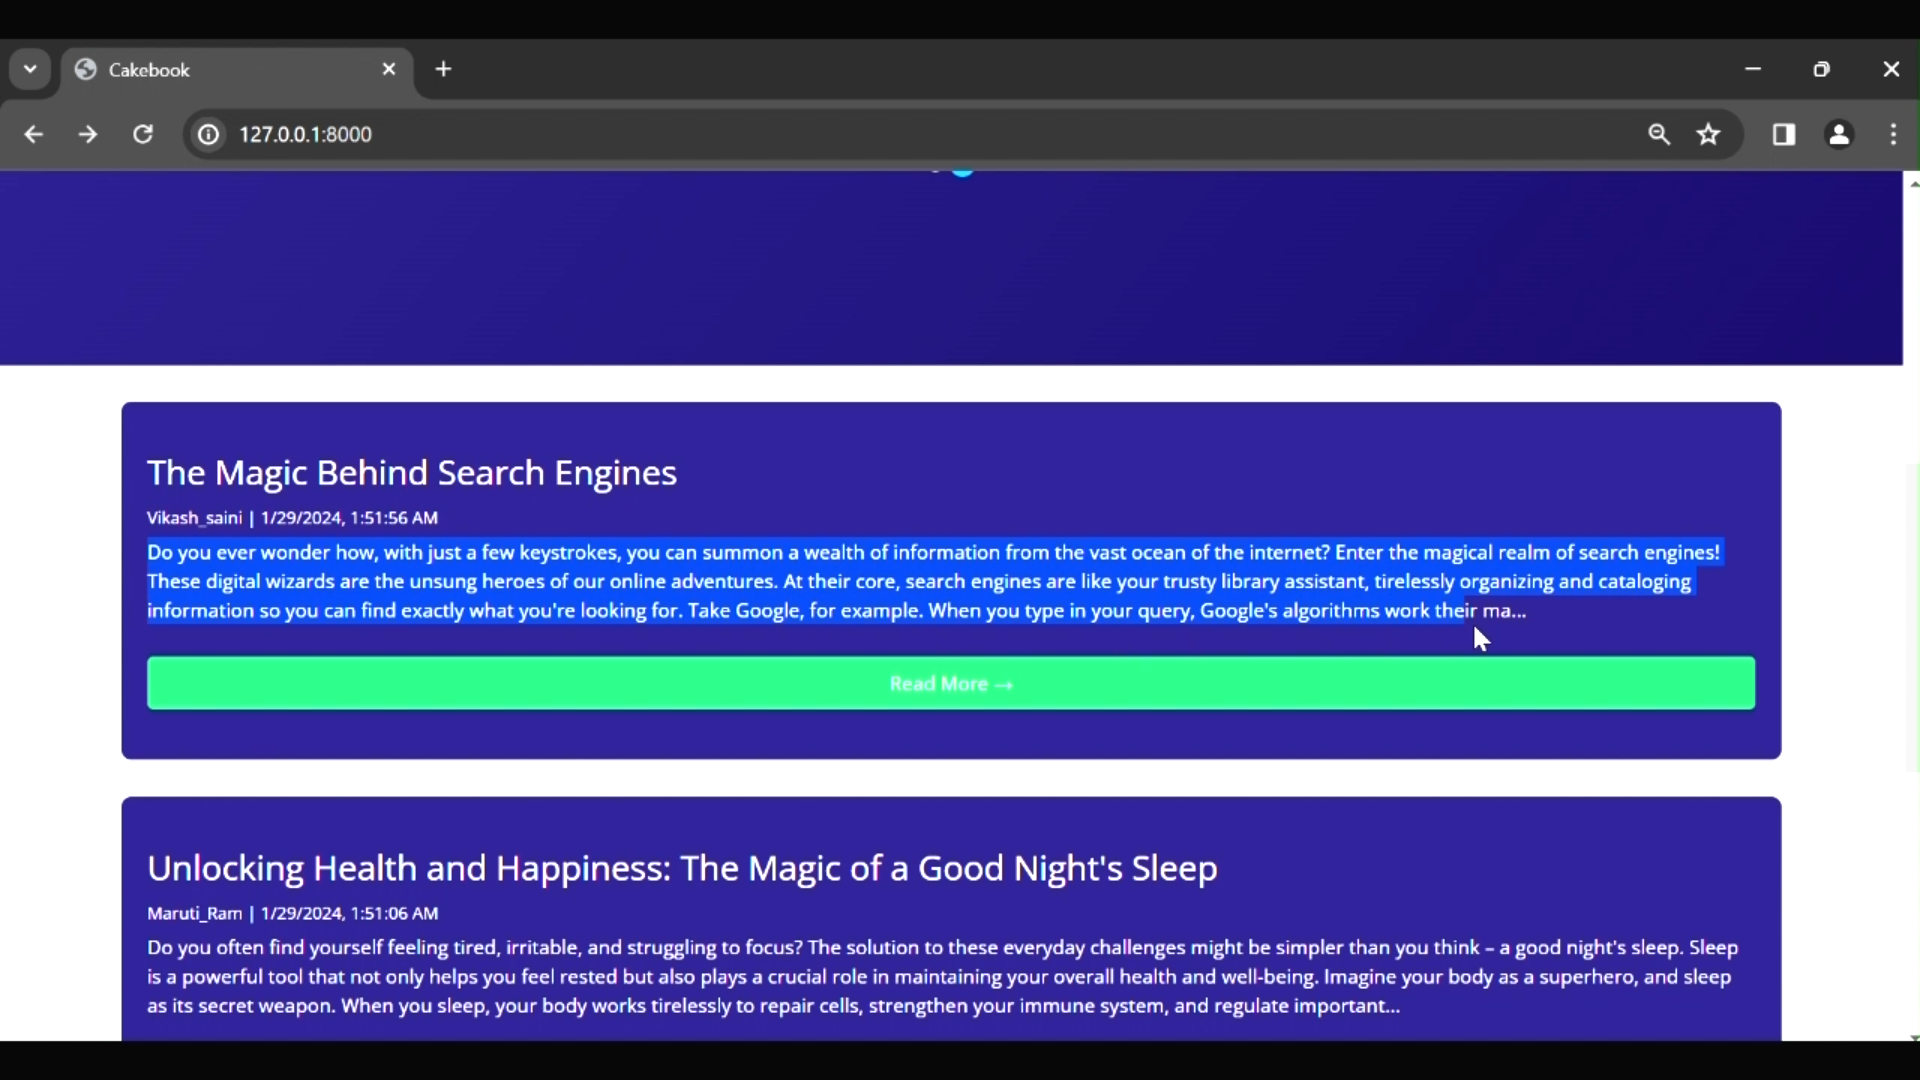 Cakebook
127.0.0.1:8000
The Magic Behind Search Engines
Vikash_saini | 1/29/2024, 1:51:56 AM
Do you ever wonder how, with just a few keystrokes, you can summon a wealth of information from the vast ocean of the internet? Enter the magical realm of search engines!
These digital wizards are the unsung heroes of our online adventures. At their core, search engines are like your trusty library assistant, tirelessly organizing and cataloging
information so you can find exactly what you're looking for. Take Google, for example. When you type in your query, Google's algorithms work their ma...
Read More →
Unlocking Health and Happiness: The Magic of a Good Night's Sleep
Maruti_Ram | 1/29/2024, 1:51:06 AM
Do you often find yourself feeling tired, irritable, and struggling to focus? The solution to these everyday challenges might be simpler than you think – a good night's sleep. Sleep
is a powerful tool that not only helps you feel rested but also plays a crucial role in maintaining your overall health and well-being. Imagine your body as a superhero, and sleep
as its secret weapon. When you sleep, your body works tirelessly to repair cells, strengthen your immune system, and regulate important...